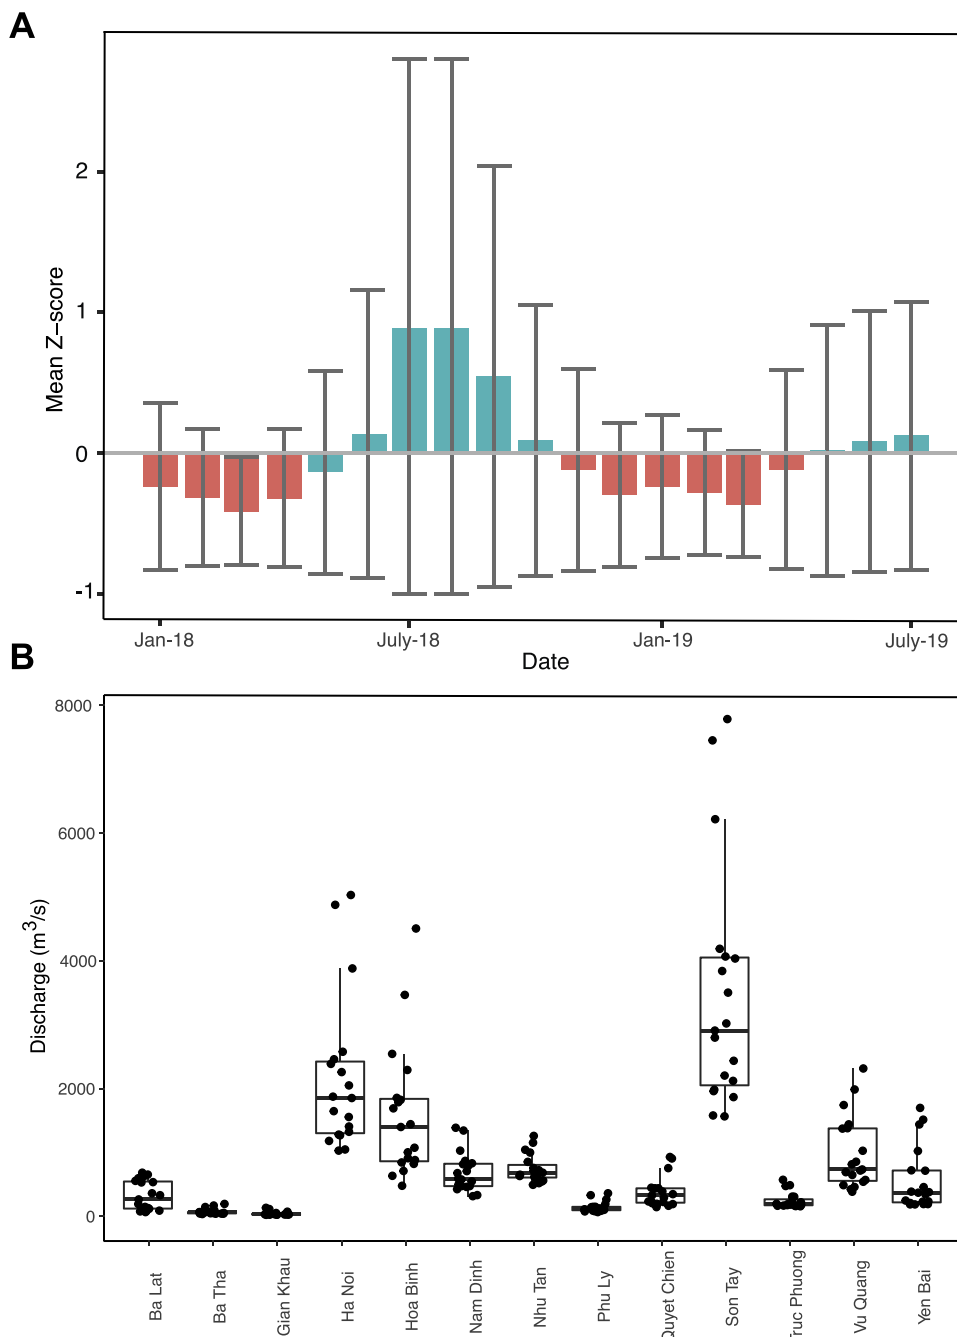 A
Mean Z–score
2
1
0
-1
Jan-18
July-18
Jan-19
July-19
Date
B
Discharge (m³/s)
8000
6000
4000
2000
0
Ba Lat
Ba Tha
Gian Khau
Ha Noi
Hoa Binh
Nam Dinh
Nhu Tan
Phu Ly
Quyet Chien
Son Tay
Truc Phuong
Vu Quang
Yen Bai